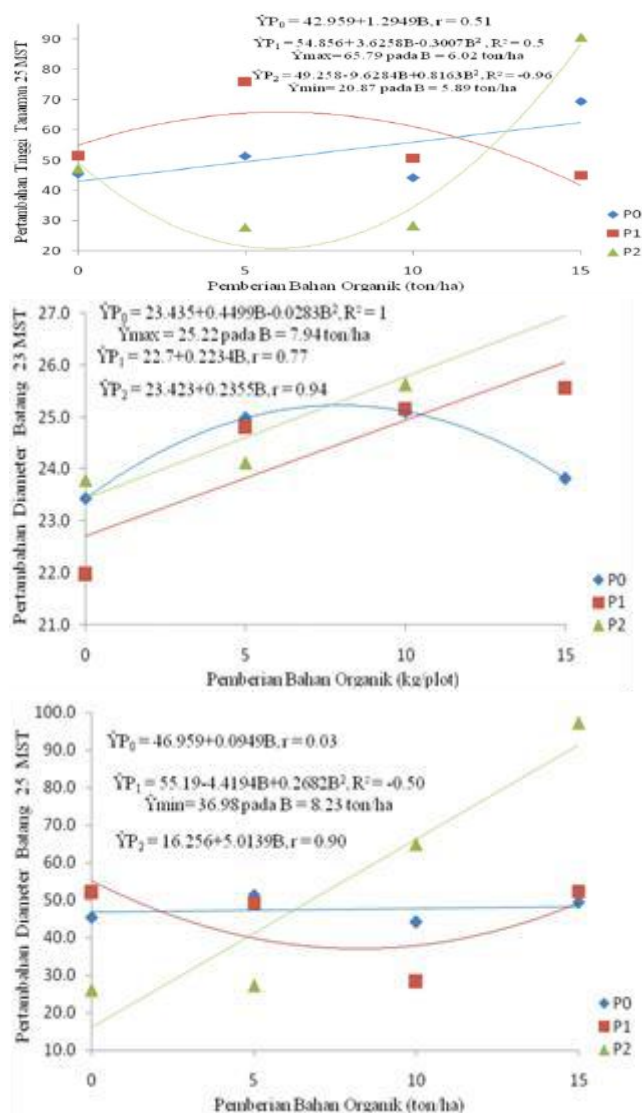 ŶP₀ = 42.959+1.2949B, r = 0.51
ŶP₁ = 54.856+3.6258B-0.3007B², R² = 0.5
Ŷmax= 65.79 pada B = 6.02 ton/ha
ŶP₂ = 49.258-9.6284B+0.8163B², R² = -0.96
Ŷmin= 20.87 pada B = 5.89 ton/ha
Pertambahan Tinggi Tanaman 25 MST
90
80
70
60
50
40
30
20
0
5
10
15
Pemberian Bahan Organik (ton/ha)
P0
P1
P2
ŶP₀ = 23.435+0.4499B-0.0283B², R² = 1
Ŷmax = 25.22 pada B = 7.94 ton/ha
ŶP₁ = 22.7+0.2234B, r = 0.77
ŶP₂ = 23.423+0.2355B, r = 0.94
Pertambahan Diameter Batang 23 MST
27.0
26.0
25.0
24.0
23.0
22.0
21.0
0
5
10
15
Pemberian Bahan Organik (kg/plot)
P0
P1
P2
ŶP₀ = 46.959+0.0949B, r = 0.03
ŶP₁ = 55.19-4.4194B+0.2682B², R² = -0.50
Ŷmin= 36.98 pada B = 8.23 ton/ha
ŶP₂ = 16.256+5.0139B, r = 0.90
Pertambahan Diameter Batang 25 MST
100.0
90.0
80.0
70.0
60.0
50.0
40.0
30.0
20.0
10.0
0
5
10
15
Pemberian Bahan Organik (ton/ha)
P0
P1
P2